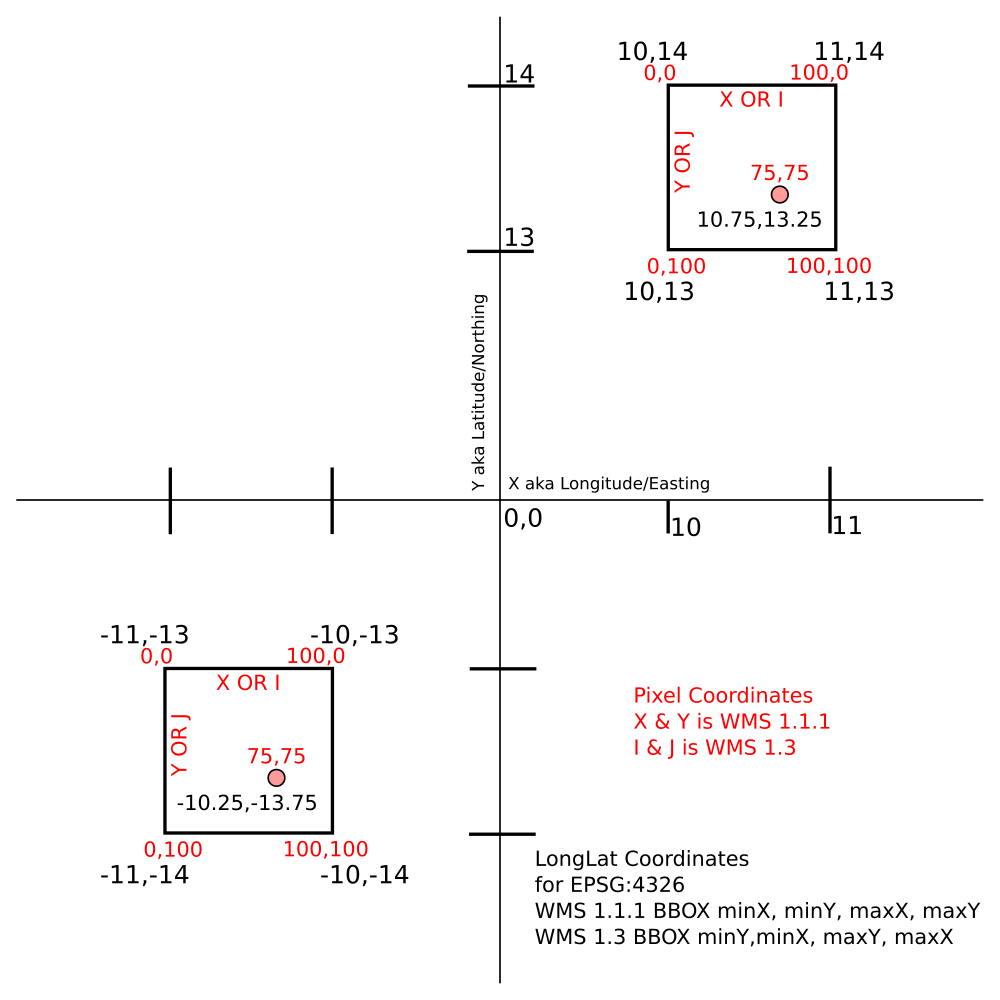 10,14
11,14
0,0
100,0
X OR I
Y OR J
75,75
10.75,13.25
0,100
100,100
10,13
11,13
14
13
Y aka Latitude/Northing
X aka Longitude/Easting
0,0
10
11
-11,-13
-10,-13
0,0
100,0
X OR I
Y OR J
75,75
-10.25,-13.75
0,100
100,100
-11,-14
-10,-14
Pixel Coordinates
X & Y is WMS 1.1.1
I & J is WMS 1.3
LongLat Coordinates
for EPSG:4326
WMS 1.1.1 BBOX minX, minY, maxX, maxY
WMS 1.3 BBOX minY,minX, maxY, maxX